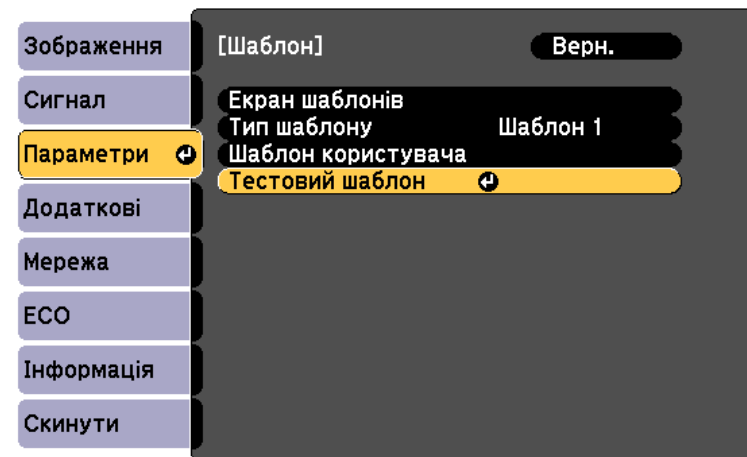 Зображення
Сигнал
Параметри
Додаткові
Мережа
ECO
Інформація
Скинути
[Шаблон] Верн.
Екран шаблонів
Тип шаблону Шаблон 1
Шаблон користувача
Тестовий шаблон